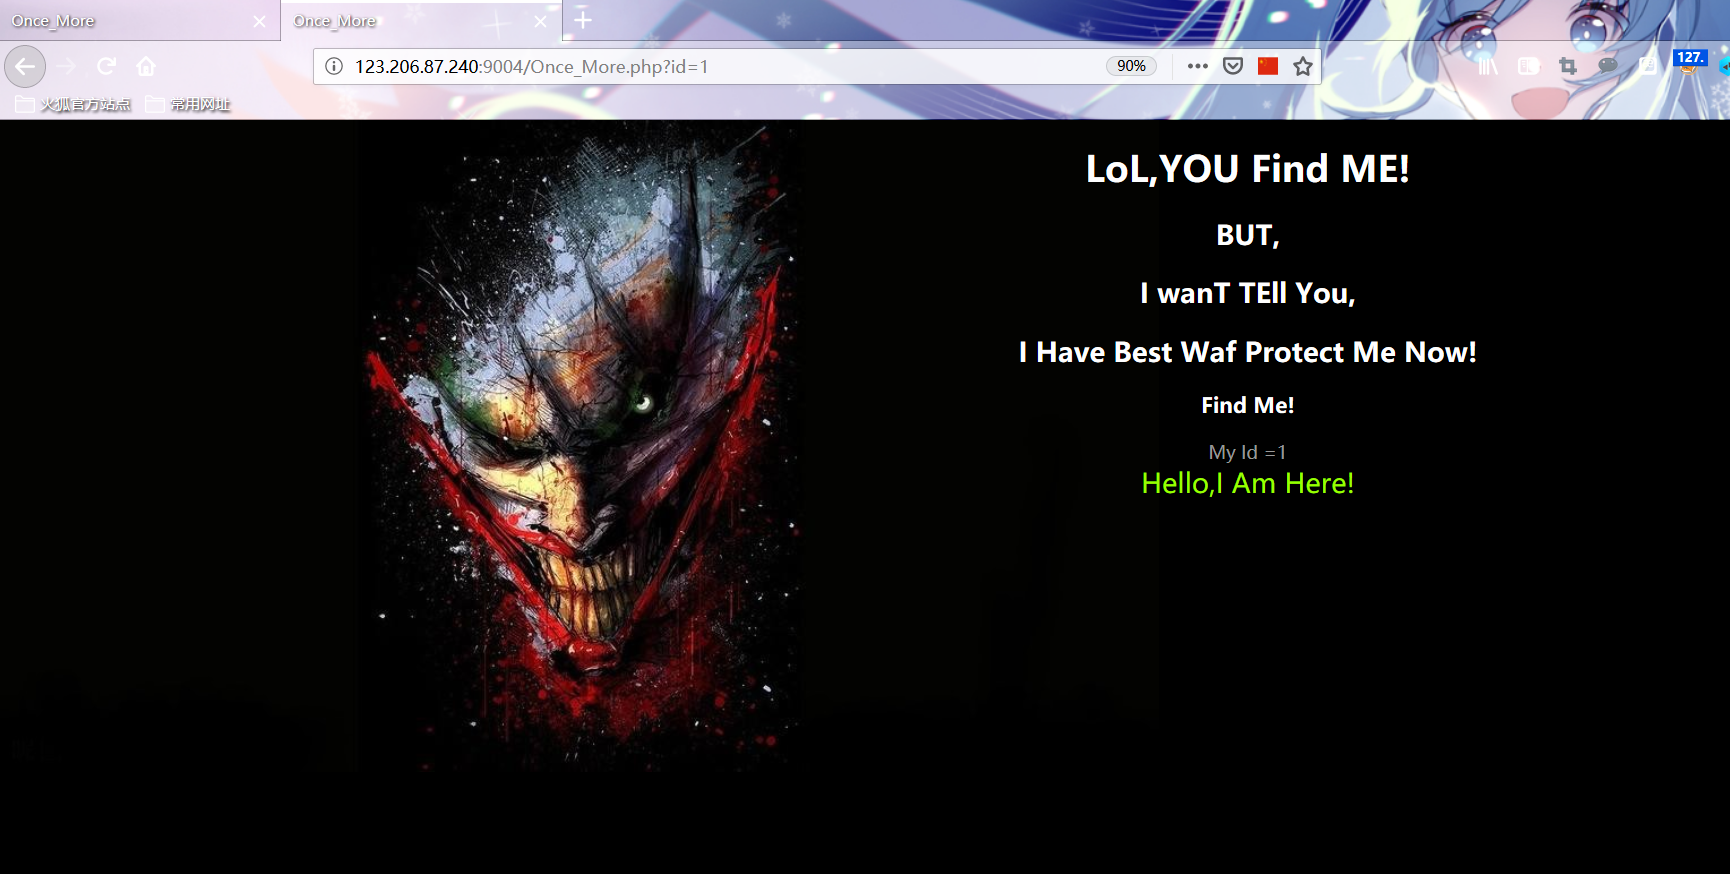 Once_More
Once_More
123.206.87.240:9004/Once_More.php?id=1
90%
127.
火狐官方站点
常用网址
LoL,YOU Find ME!
BUT,
I wanT TEll You,
I Have Best Waf Protect Me Now!
Find Me!
My Id =1
Hello,I Am Here!